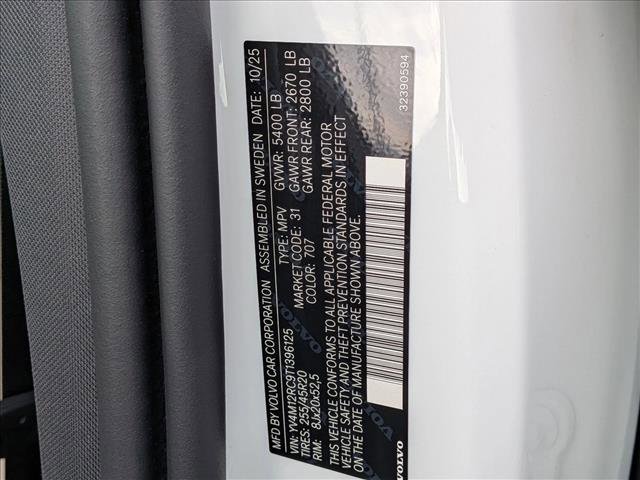 MFD BY VOLVO CAR CORPORATION ASSEMBLED IN SWEDEN DATE: 10/25
VIN: YV4M12RC9T1396125 TYPE: MPV GVWR: 5400 LB
TIRES: 255/45R20 MARKET CODE: 31 GAWR FRONT: 2670 LB
RIM: 8Jx20x52,5 COLOR: 707 GAWR REAR: 2800 LB
THIS VEHICLE CONFORMS TO ALL APPLICABLE FEDERAL MOTOR
VEHICLE SAFETY AND THEFT PREVENTION STANDARDS IN EFFECT
ON THE DATE OF MANUFACTURE SHOWN ABOVE.
VOLVO
32390594